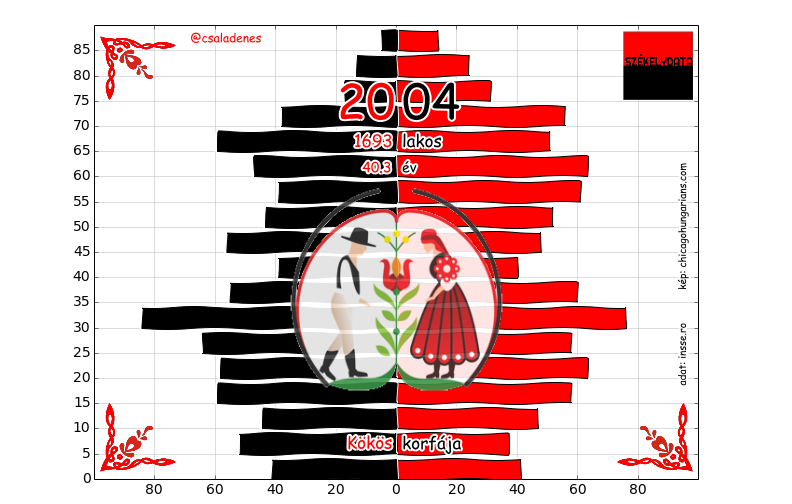 @csaladenes
SZÉKELYDATA
2004
1693 lakos
40.3 év
kép: chicagohungarians.com
adat: insse.ro
Kökös korfája
85
80
75
70
65
60
55
50
45
40
35
30
25
20
15
10
5
0
80 60 40 20 0 20 40 60 80